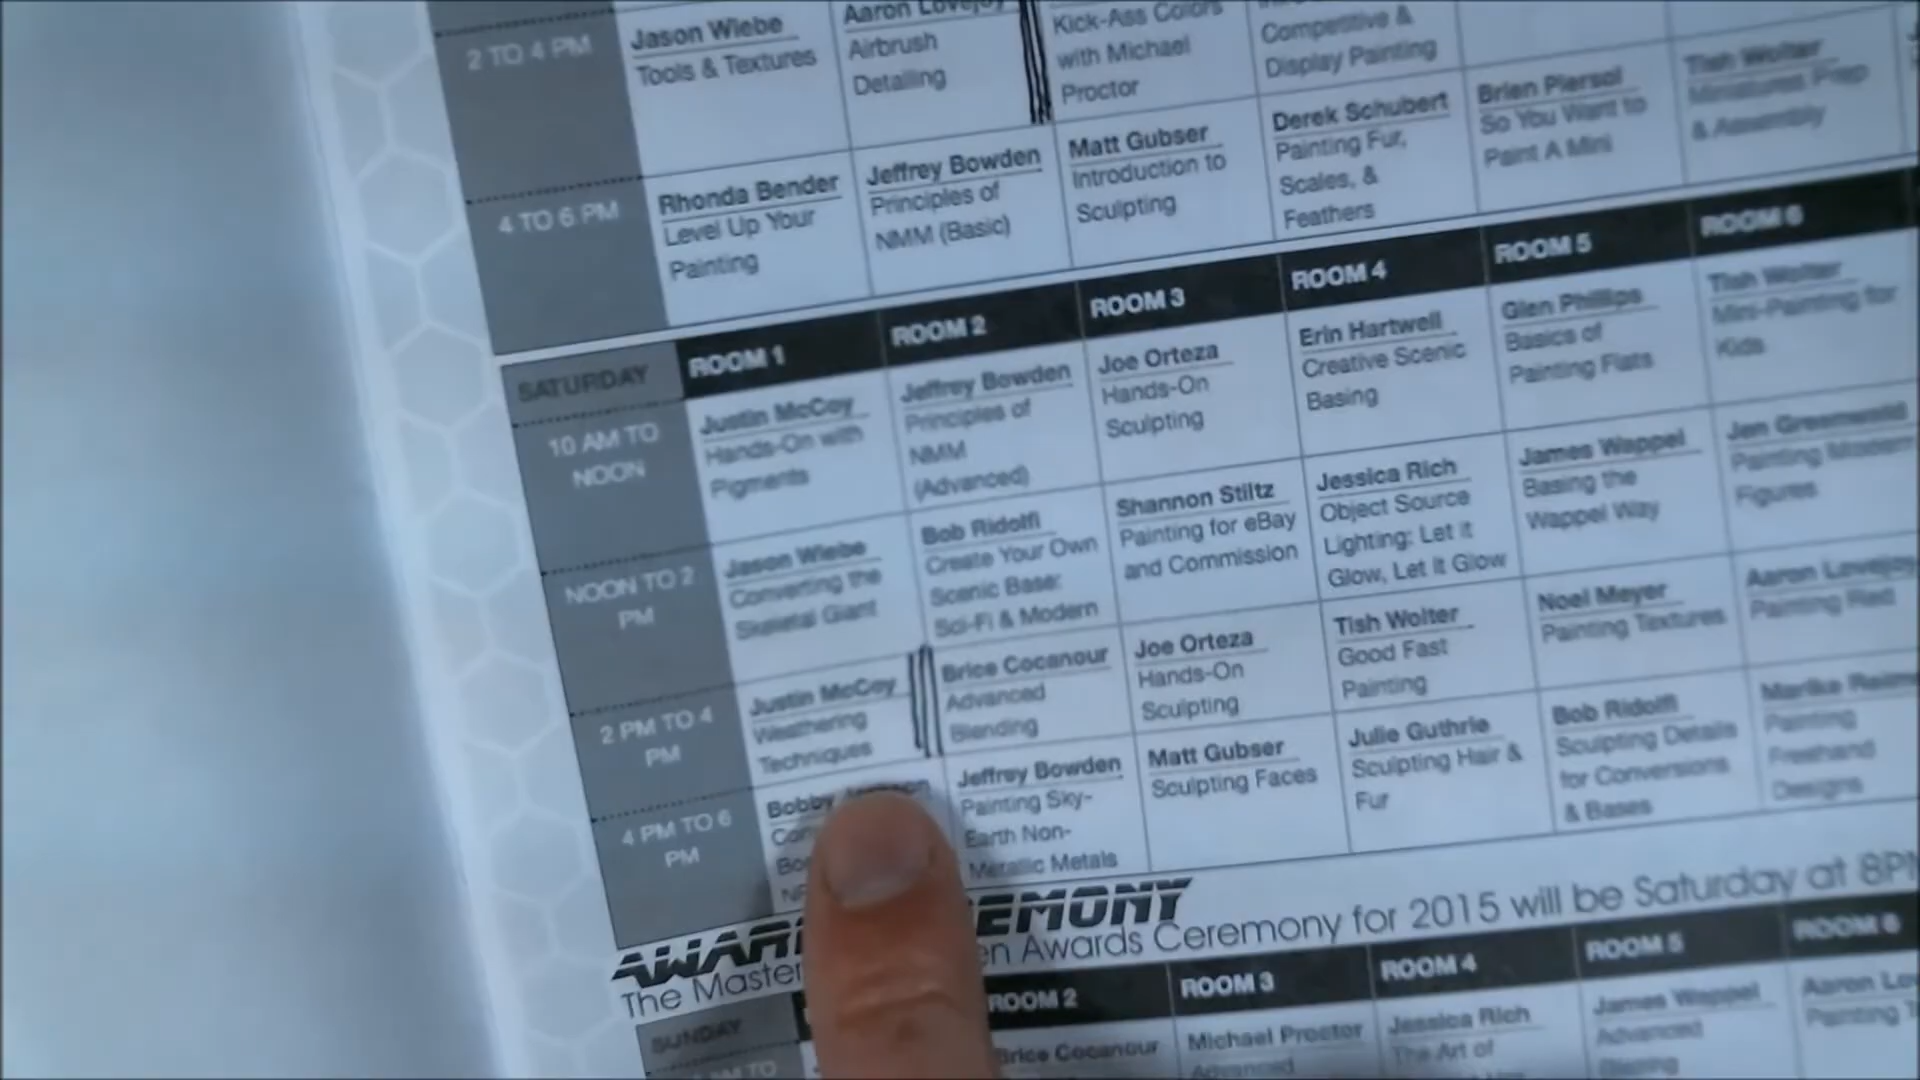 2 TO 4 PM
Jason Wiebe
Tools & Textures
Aaron Lovejoy
Airbrush
Detailing
Kick-Ass Colors
with Michael
Proctor
Competitive &
Display Painting
Brien Piersol
So You Want to
Paint A Mini
Tish Wolter
Miniatures Prep
& Assembly
4 TO 6 PM
Rhonda Bender
Level Up Your
Painting
Jeffrey Bowden
Principles of
NMM (Basic)
Matt Gubser
Introduction to
Sculpting
Derek Schubert
Painting Fur,
Scales, &
Feathers
SATURDAY
ROOM 1
ROOM 2
ROOM 3
ROOM 4
ROOM 5
ROOM 6
10 AM TO
NOON
Justin McCoy
Hands-On with
Pigments
Jeffrey Bowden
Principles of
NMM
(Advanced)
Joe Orteza
Hands-On
Sculpting
Erin Hartwell
Creative Scenic
Basing
Glen Phillips
Basics of
Painting Flats
Tish Wolter
Mini-Painting for
Kids
NOON TO 2
PM
Jason Wiebe
Converting the
Skeletal Giant
Bob Ridolfi
Create Your Own
Scenic Base:
Sci-Fi & Modern
Shannon Stiltz
Painting for eBay
and Commission
Jessica Rich
Object Source
Lighting: Let it
Glow, Let it Glow
James Wappel
Basing the
Wappel Way
Jen Greenwald
Painting Modern
Figures
2 PM TO 4
PM
Justin McCoy
Weathering
Techniques
Brice Cocanour
Advanced
Blending
Joe Orteza
Hands-On
Sculpting
Tish Wolter
Good Fast
Painting
Noel Meyer
Painting Textures
Aaron Lovejoy
Painting Red
4 PM TO 6
PM
Bobby
Jeffrey Bowden
Painting Sky-
Earth Non-
Metallic Metals
Matt Gubser
Sculpting Faces
Julie Guthrie
Sculpting Hair &
Fur
Bob Ridolfi
Sculpting Details
for Conversions
& Bases
Marike
Painting
Freehand
Designs
The Master
Awards Ceremony for 2015 will be Saturday at 8PM
SUNDAY
ROOM 2
ROOM 3
ROOM 4
ROOM 5
ROOM 6
Brice Cocanour
Michael Proctor
Advanced
Jessica Rich
The Art of
James Wappel
Advanced
Aaron
Painting